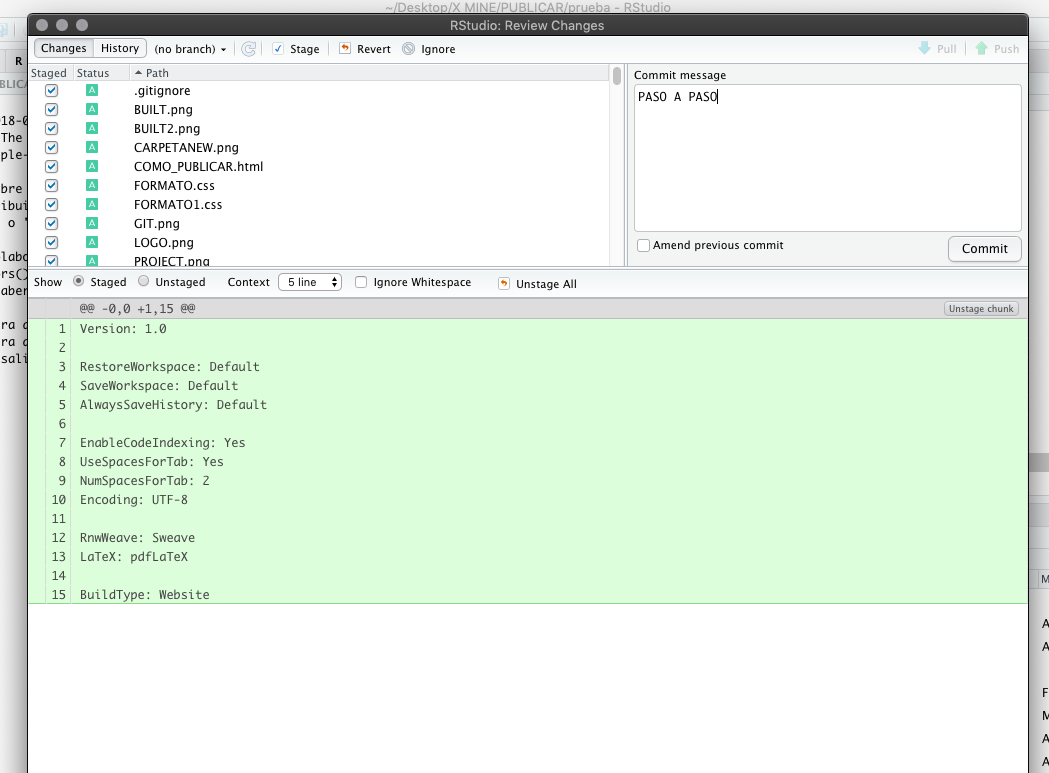 ~/Desktop/X MINE/PUBLICAR/prueba - RStudio
RStudio: Review Changes
Changes History (no branch) Stage Revert Ignore Pull Push
Staged Status Path
A .gitignore
A BUILT.png
A BUILT2.png
A CARPETANEW.png
A COMO_PUBLICAR.html
A FORMATO.css
A FORMATO1.css
A GIT.png
A LOGO.png
A PROJECT.png
Commit message
PASO A PASO
Amend previous commit
Commit
Show Staged Unstaged Context 5 line Ignore Whitespace Unstage All
@@ -0,0 +1,15 @@ Unstage chunk
1 Version: 1.0
2
3 RestoreWorkspace: Default
4 SaveWorkspace: Default
5 AlwaysSaveHistory: Default
6
7 EnableCodeIndexing: Yes
8 UseSpacesForTab: Yes
9 NumSpacesForTab: 2
10 Encoding: UTF-8
11
12 RnwWeave: Sweave
13 LaTeX: pdfLaTeX
14
15 BuildType: Website